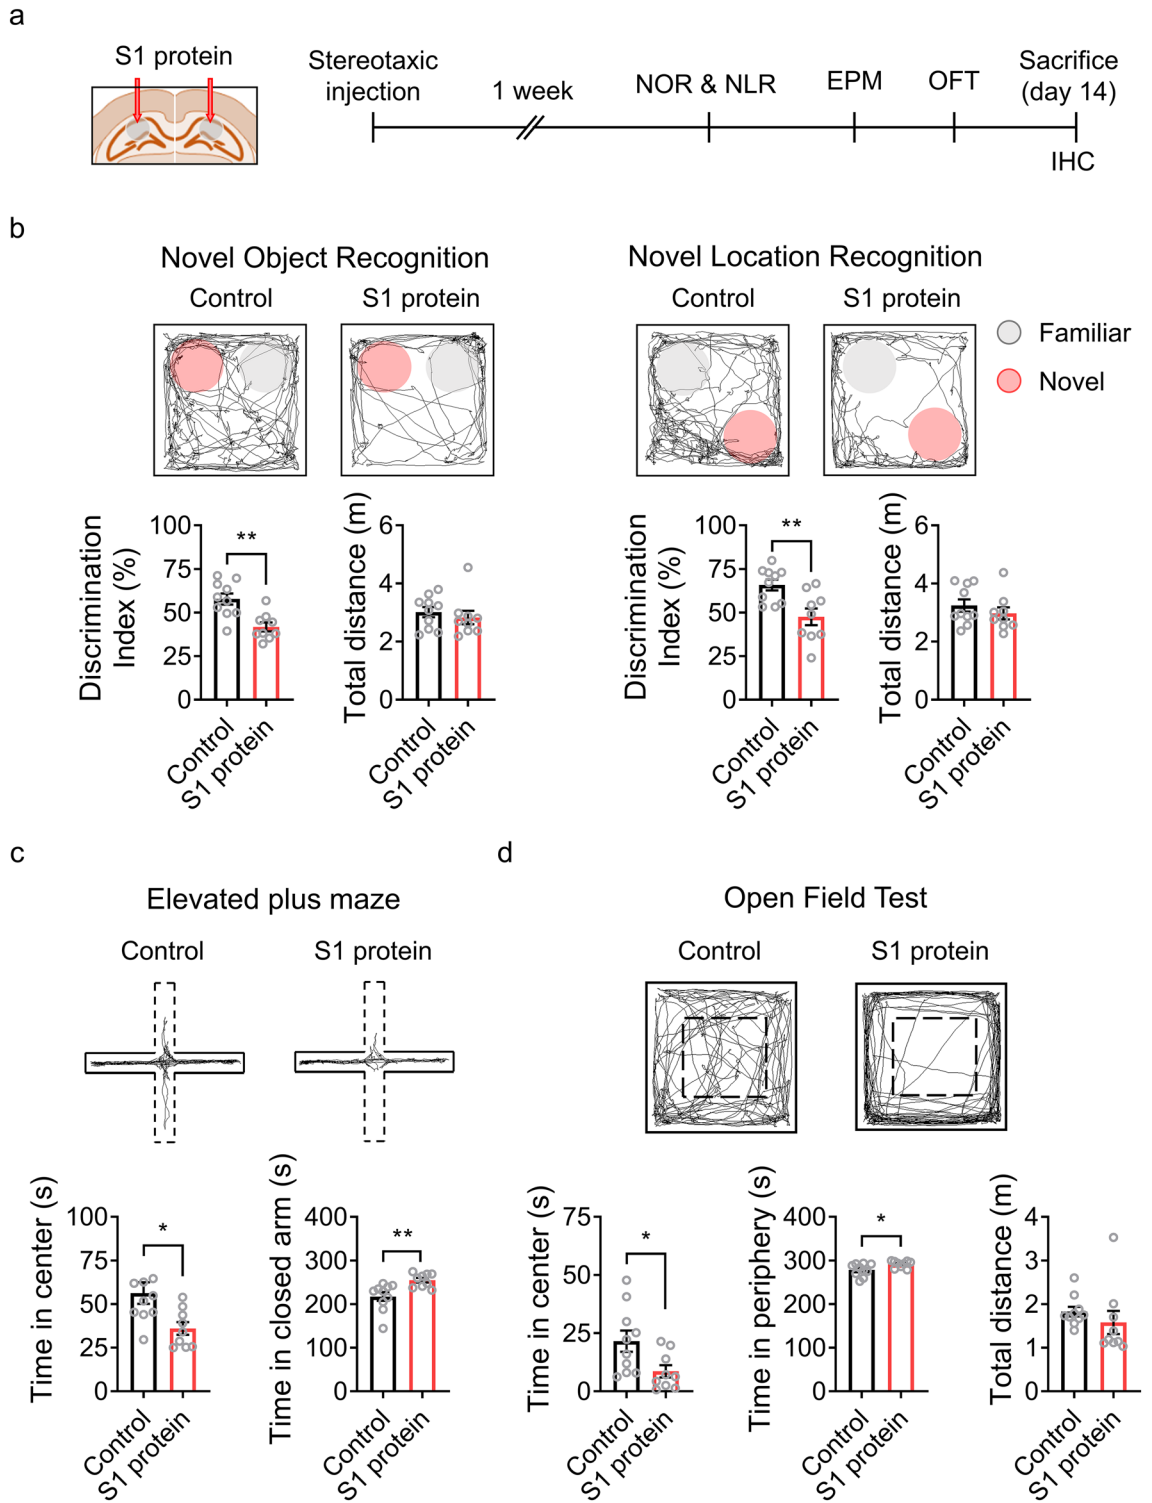 a
S1 protein
Stereotaxic
injection
1 week
NOR & NLR
EPM
OFT
Sacrifice
(day 14)
IHC
b
Novel Object Recognition
Control
S1 protein
Novel Location Recognition
Control
S1 protein
Familiar
Novel
Discrimination
Index (%)
100
75
50
25
0
**
Control
S1 protein
Total distance (m)
6
4
2
0
Control
S1 protein
Discrimination
Index (%)
100
75
50
25
0
**
Control
S1 protein
Total distance (m)
6
4
2
0
Control
S1 protein
c
Elevated plus maze
Control
S1 protein
Time in center (s)
100
75
50
25
0
*
Control
S1 protein
Time in closed arm (s)
400
300
200
100
0
**
Control
S1 protein
d
Open Field Test
Control
S1 protein
Time in center (s)
75
50
25
0
*
Control
S1 protein
Time in periphery (s)
400
300
200
100
0
*
Control
S1 protein
Total distance (m)
4
3
2
1
0
Control
S1 protein